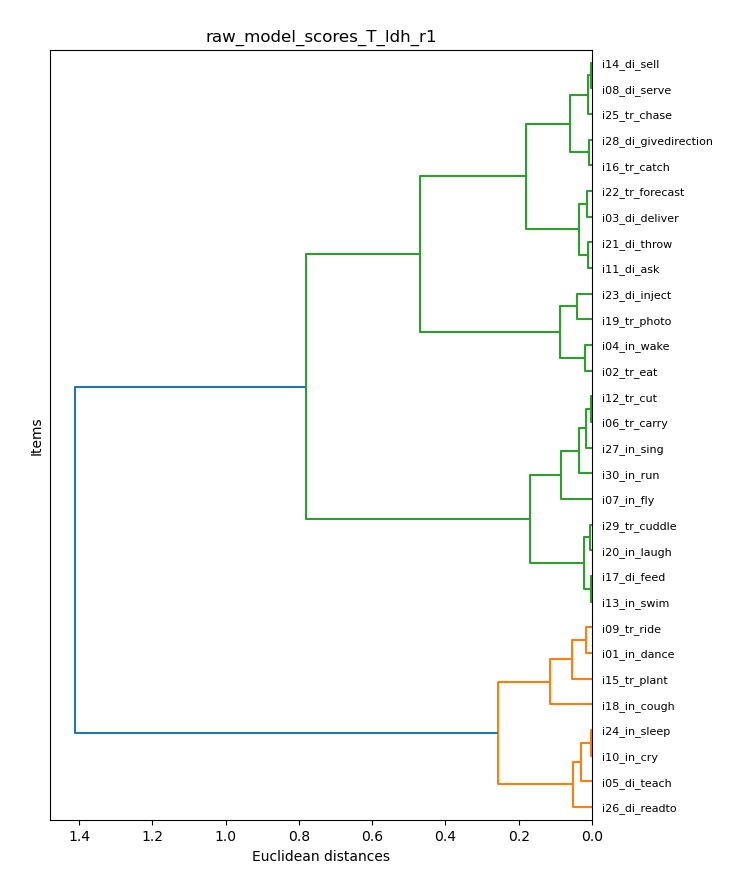 raw_model_scores_T_ldh_r1
i14_di_sell
i08_di_serve
i25_tr_chase
i28_di_givedirection
i16_tr_catch
i22_tr_forecast
i03_di_deliver
i21_di_throw
i11_di_ask
i23_di_inject
i19_tr_photo
i04_in_wake
i02_tr_eat
i12_tr_cut
i06_tr_carry
i27_in_sing
i30_in_run
i07_in_fly
i29_tr_cuddle
i20_in_laugh
i17_di_feed
i13_in_swim
i09_tr_ride
i01_in_dance
i15_tr_plant
i18_in_cough
i24_in_sleep
i10_in_cry
i05_di_teach
i26_di_readto
Items
1.4 1.2 1.0 0.8 0.6 0.4 0.2 0.0
Euclidean distances